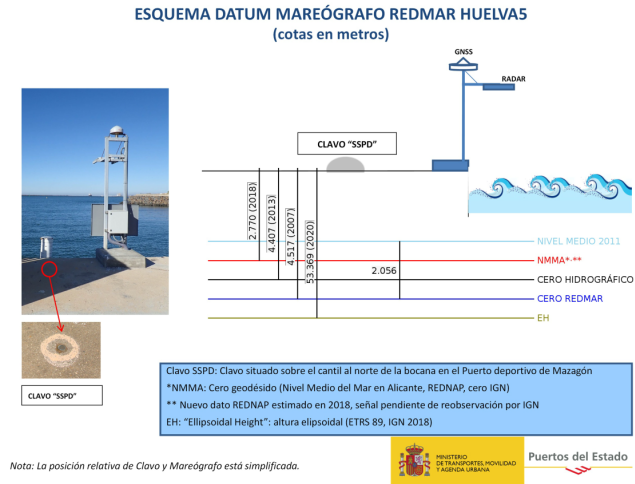 ESQUEMA DATUM MAREÓGRAFO REDMAR HUELVA5
(cotas en metros)
GNSS
RADAR
CLAVO “SSPD”
2.770 (2018)
4.407 (2013)
4.517 (2007)
53.369 (2020)
2.056
NIVEL MEDIO 2011
NMMA*-**
CERO HIDROGRÁFICO
CERO REDMAR
EH
CLAVO “SSPD”
Clavo SSPD: Clavo situado sobre el cantil al norte de la bocana en el Puerto deportivo de Mazagón
*NMMA: Cero geodésido (Nivel Medio del Mar en Alicante, REDNAP, cero IGN)
** Nuevo dato REDNAP estimado en 2018, señal pendiente de reobservación por IGN
EH: “Ellipsoidal Height”: altura elipsoidal (ETRS 89, IGN 2018)
Nota: La posición relativa de Clavo y Mareógrafo está simplificada.
MINISTERIO
DE TRANSPORTES, MOVILIDAD
Y AGENDA URBANA
Puertos del Estado